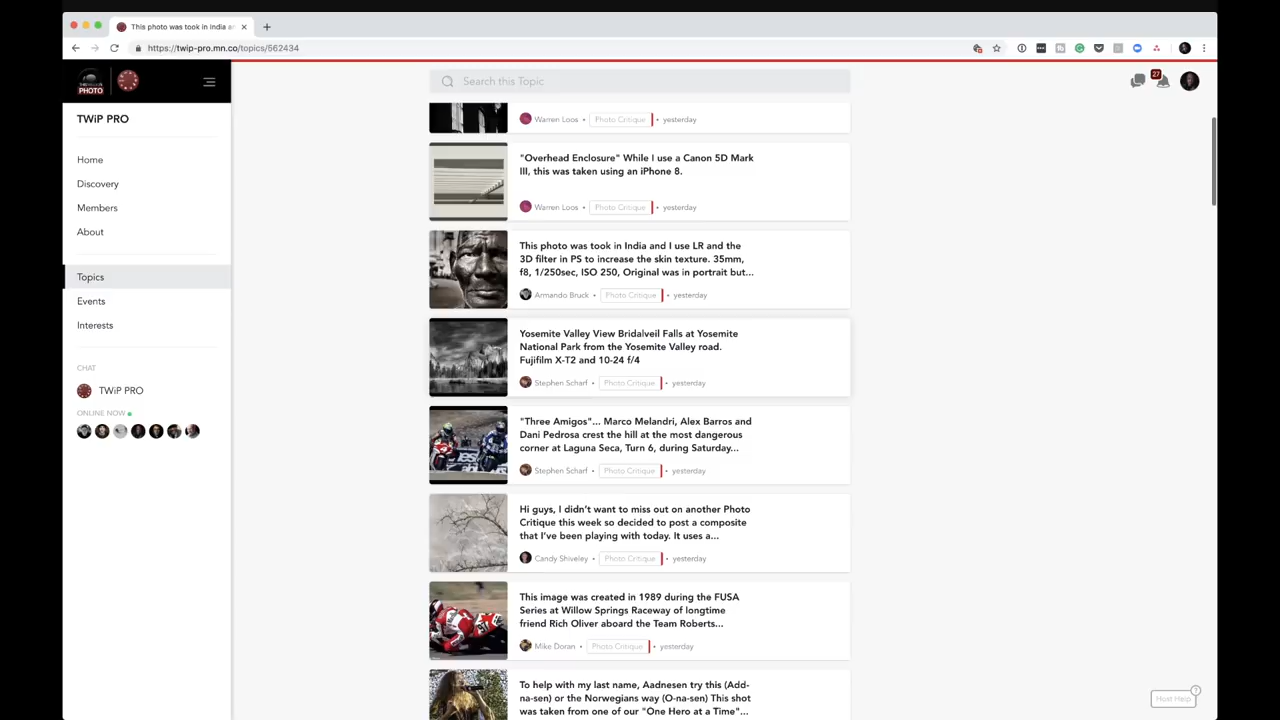 This photo was took in India an
https://twip-pro.mn.co/topics/562434
PHOTO
Search this Topic
27
TWiP PRO
Home
Discovery
Members
About
Topics
Events
Interests
CHAT
TWiP PRO
ONLINE NOW
Warren Loos • Photo Critique • yesterday
"Overhead Enclosure" While I use a Canon 5D Mark
III, this was taken using an iPhone 8.
Warren Loos • Photo Critique • yesterday
This photo was took in India and I use LR and the
3D filter in PS to increase the skin texture. 35mm,
f8, 1/250sec, ISO 250, Original was in portrait but...
Armando Bruck • Photo Critique • yesterday
Yosemite Valley View Bridalveil Falls at Yosemite
National Park from the Yosemite Valley road.
Fujifilm X-T2 and 10-24 f/4
Stephen Scharf • Photo Critique • yesterday
"Three Amigos"... Marco Melandri, Alex Barros and
Dani Pedrosa crest the hill at the most dangerous
corner at Laguna Seca, Turn 6, during Saturday...
Stephen Scharf • Photo Critique • yesterday
Hi guys, I didn't want to miss out on another Photo
Critique this week so decided to post a composite
that I've been playing with today. It uses a...
Candy Shiveley • Photo Critique • yesterday
This image was created in 1989 during the FUSA
Series at Willow Springs Raceway of longtime
friend Rich Oliver aboard the Team Roberts...
Mike Doran • Photo Critique • yesterday
To help with my last name, Aadnesen try this (Add-
na-sen) or the Norwegians way (O-na-sen) This shot
was taken from one of our "One Hero at a Time"...
Host Help
?